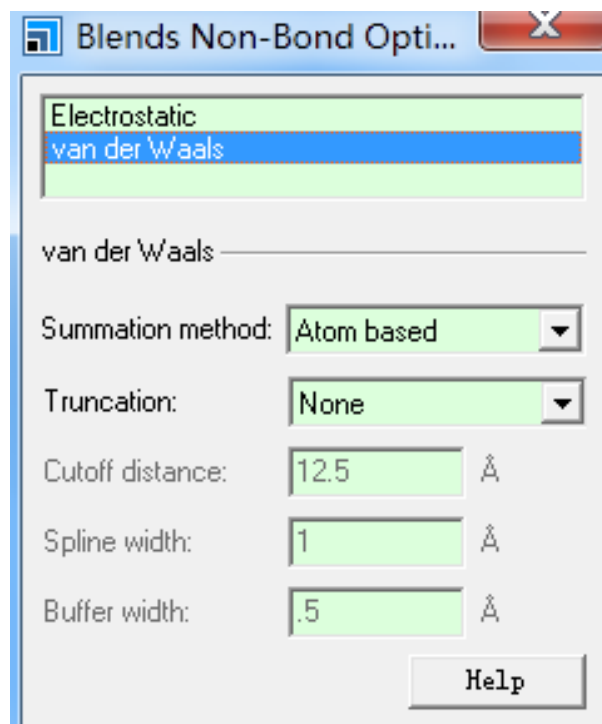 Blends Non-Bond Opti...
X
Electrostatic
van der Waals
van der Waals
Summation method: Atom based
Truncation: None
Cutoff distance: 12.5 Å
Spline width: 1 Å
Buffer width: .5 Å
Help